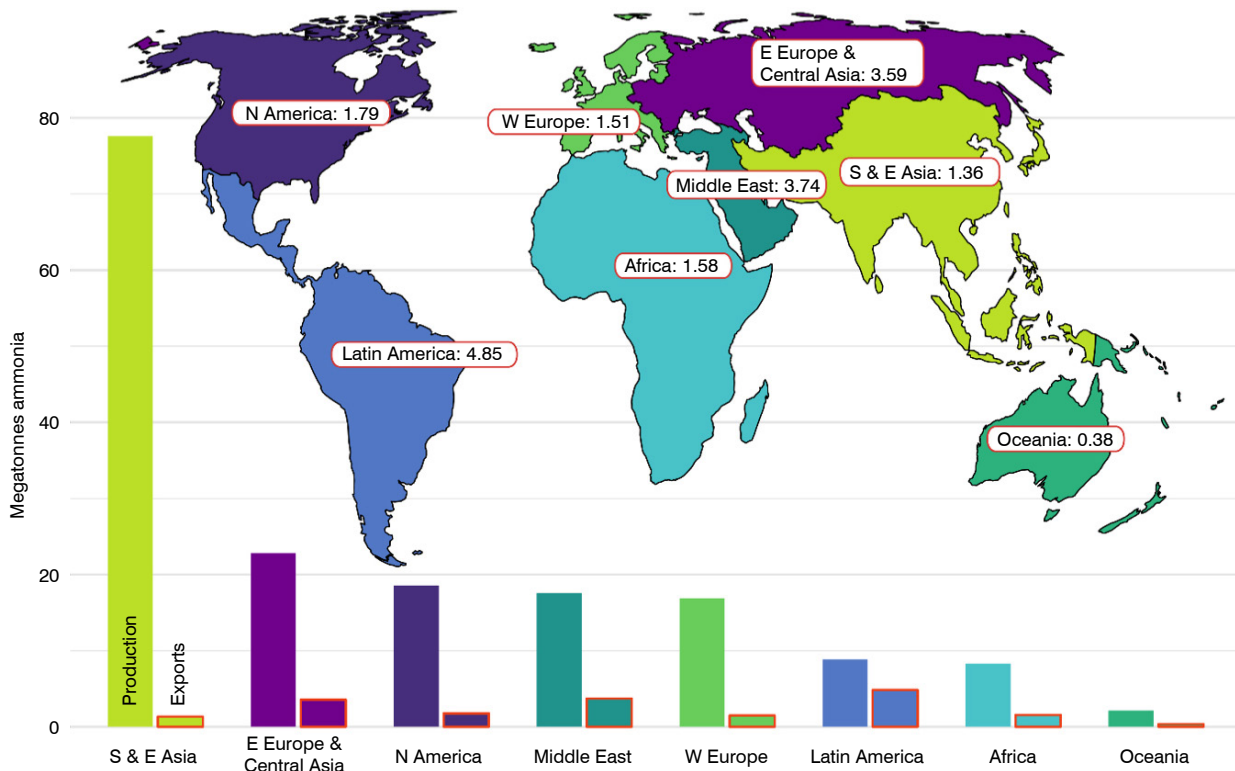 E Europe &
Central Asia: 3.59
N America: 1.79
W Europe: 1.51
S & E Asia: 1.36
Middle East: 3.74
Africa: 1.58
Latin America: 4.85
Oceania: 0.38
Megatonnes ammonia
80
60
40
20
0
Production
Exports
S & E Asia
E Europe &
Central Asia
N America
Middle East
W Europe
Latin America
Africa
Oceania